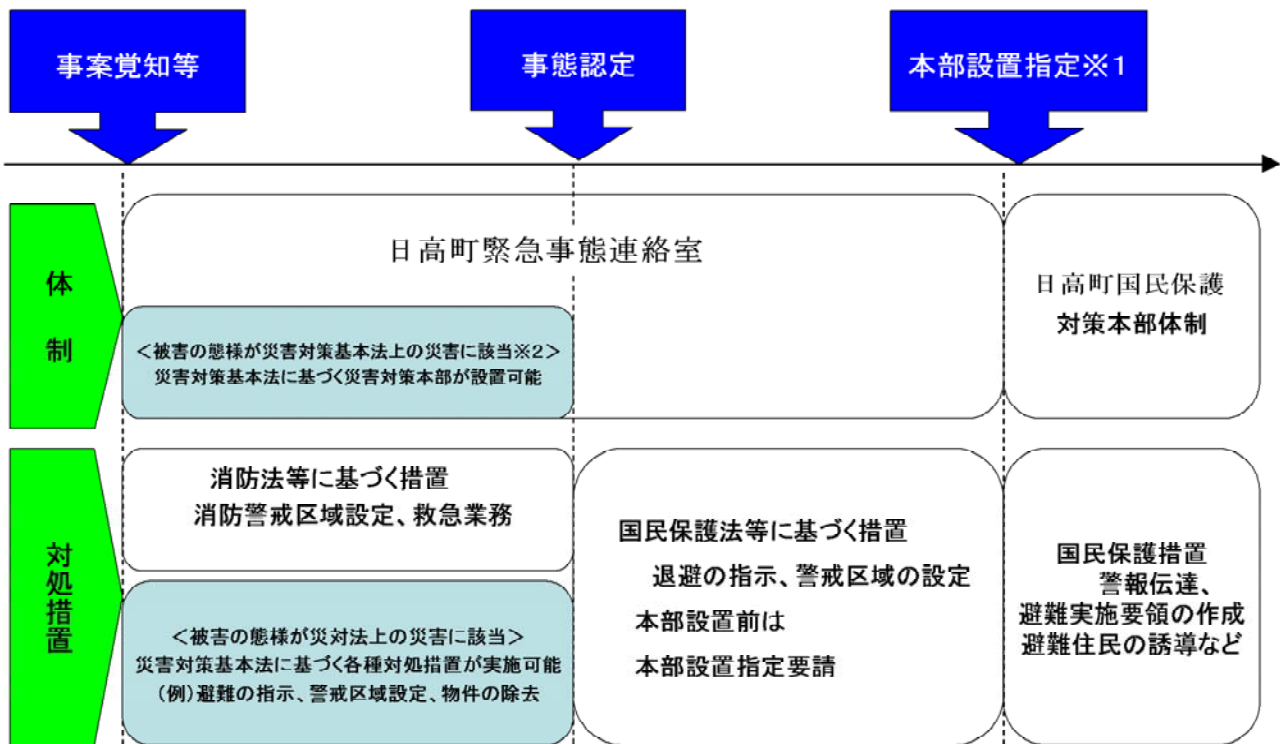 事案覚知等
事態認定
本部設置指定※1
体制
日高町緊急事態連絡室
＜被害の態様が災害対策基本法上の災害に該当※2＞
災害対策基本法に基づく災害対策本部が設置可能
日高町国民保護
対策本部体制
対処措置
消防法等に基づく措置
消防警戒区域設定、救急業務
＜被害の態様が災対法上の災害に該当＞
災害対策基本法に基づく各種対処措置が実施可能
(例)避難の指示、警戒区域設定、物件の除去
国民保護法等に基づく措置
退避の指示、警戒区域の設定
本部設置前は
本部設置指定要請
国民保護措置
警報伝達、
避難実施要領の作成
避難住民の誘導など